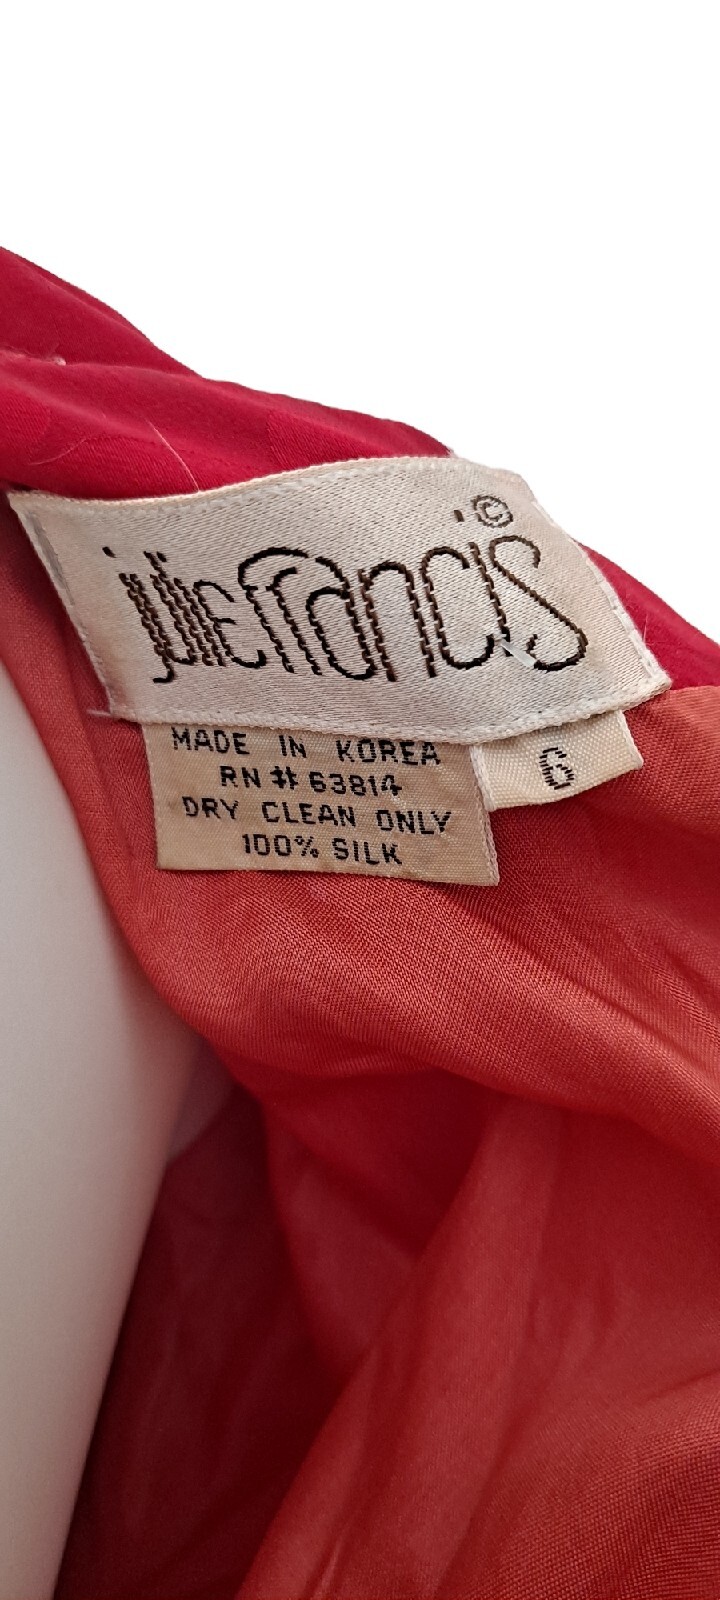 julie francis ©
MADE IN KOREA
RN # 63814
DRY CLEAN ONLY
100% SILK
6